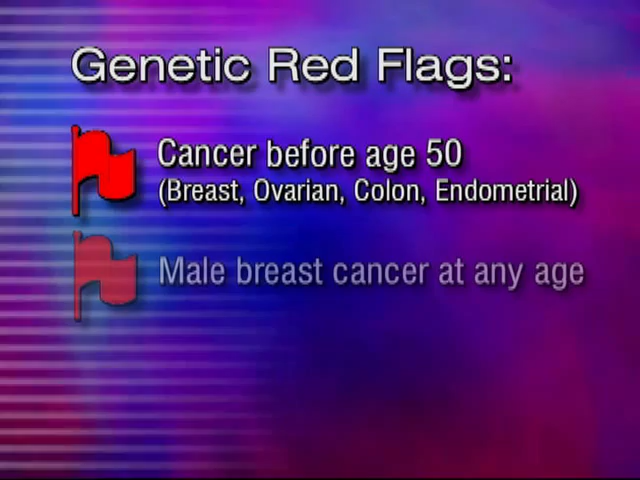 Genetic Red Flags:
Cancer before age 50
(Breast, Ovarian, Colon, Endometrial)
Male breast cancer at any age